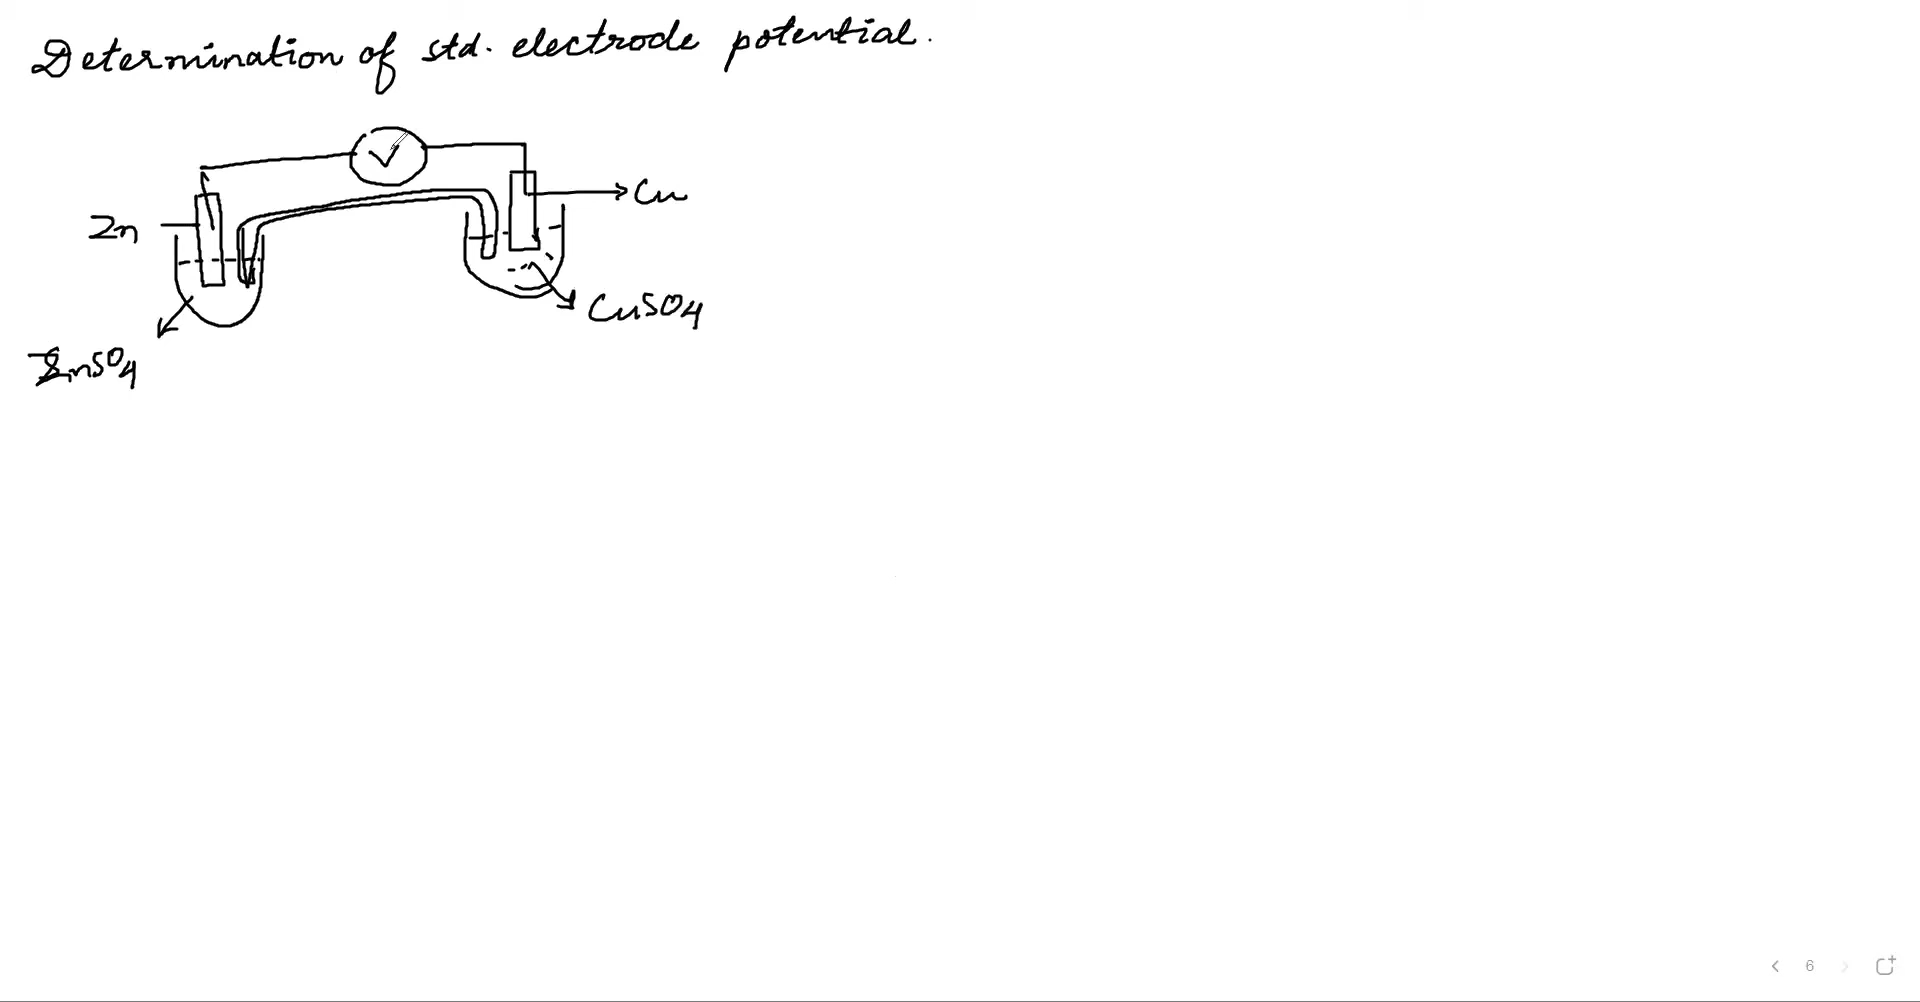 Determination of std. electrode potential.
V
Zn
Cu
CuSO4
ZnSO4
6